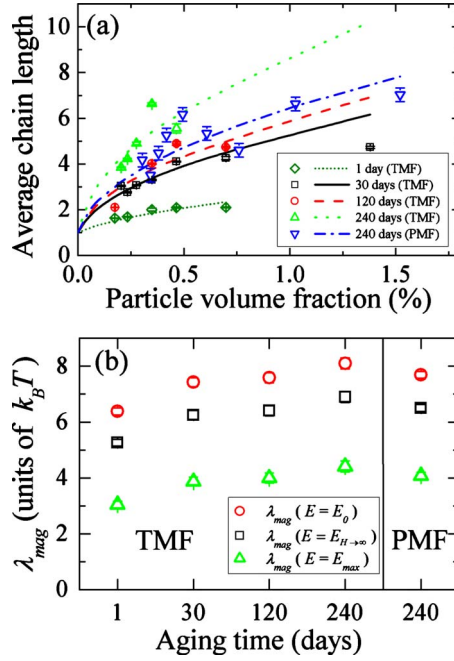 (a)
10
8
6
4
2
0
Average chain length
1 day (TMF)
30 days (TMF)
120 days (TMF)
240 days (TMF)
240 days (PMF)
0.0 0.5 1.0 1.5
Particle volume fraction (%)
(b)
8
6
4
2
0
λmag (units of kBT)
λmag (E = E0)
λmag (E = EH→∞)
λmag (E = Emax)
TMF
PMF
1 30 120 240 240
Aging time (days)